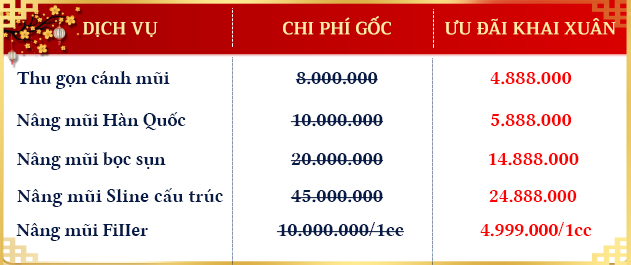 DỊCH VỤ CHI PHÍ GỐC ƯU ĐÃI KHAI XUÂN
Thu gọn cánh mũi 8.000.000 4.888.000
Nâng mũi Hàn Quốc 10.000.000 5.888.000
Nâng mũi bọc sụn 20.000.000 14.888.000
Nâng mũi Sline cấu trúc 45.000.000 24.888.000
Nâng mũi Filler 10.000.000/1cc 4.999.000/1cc